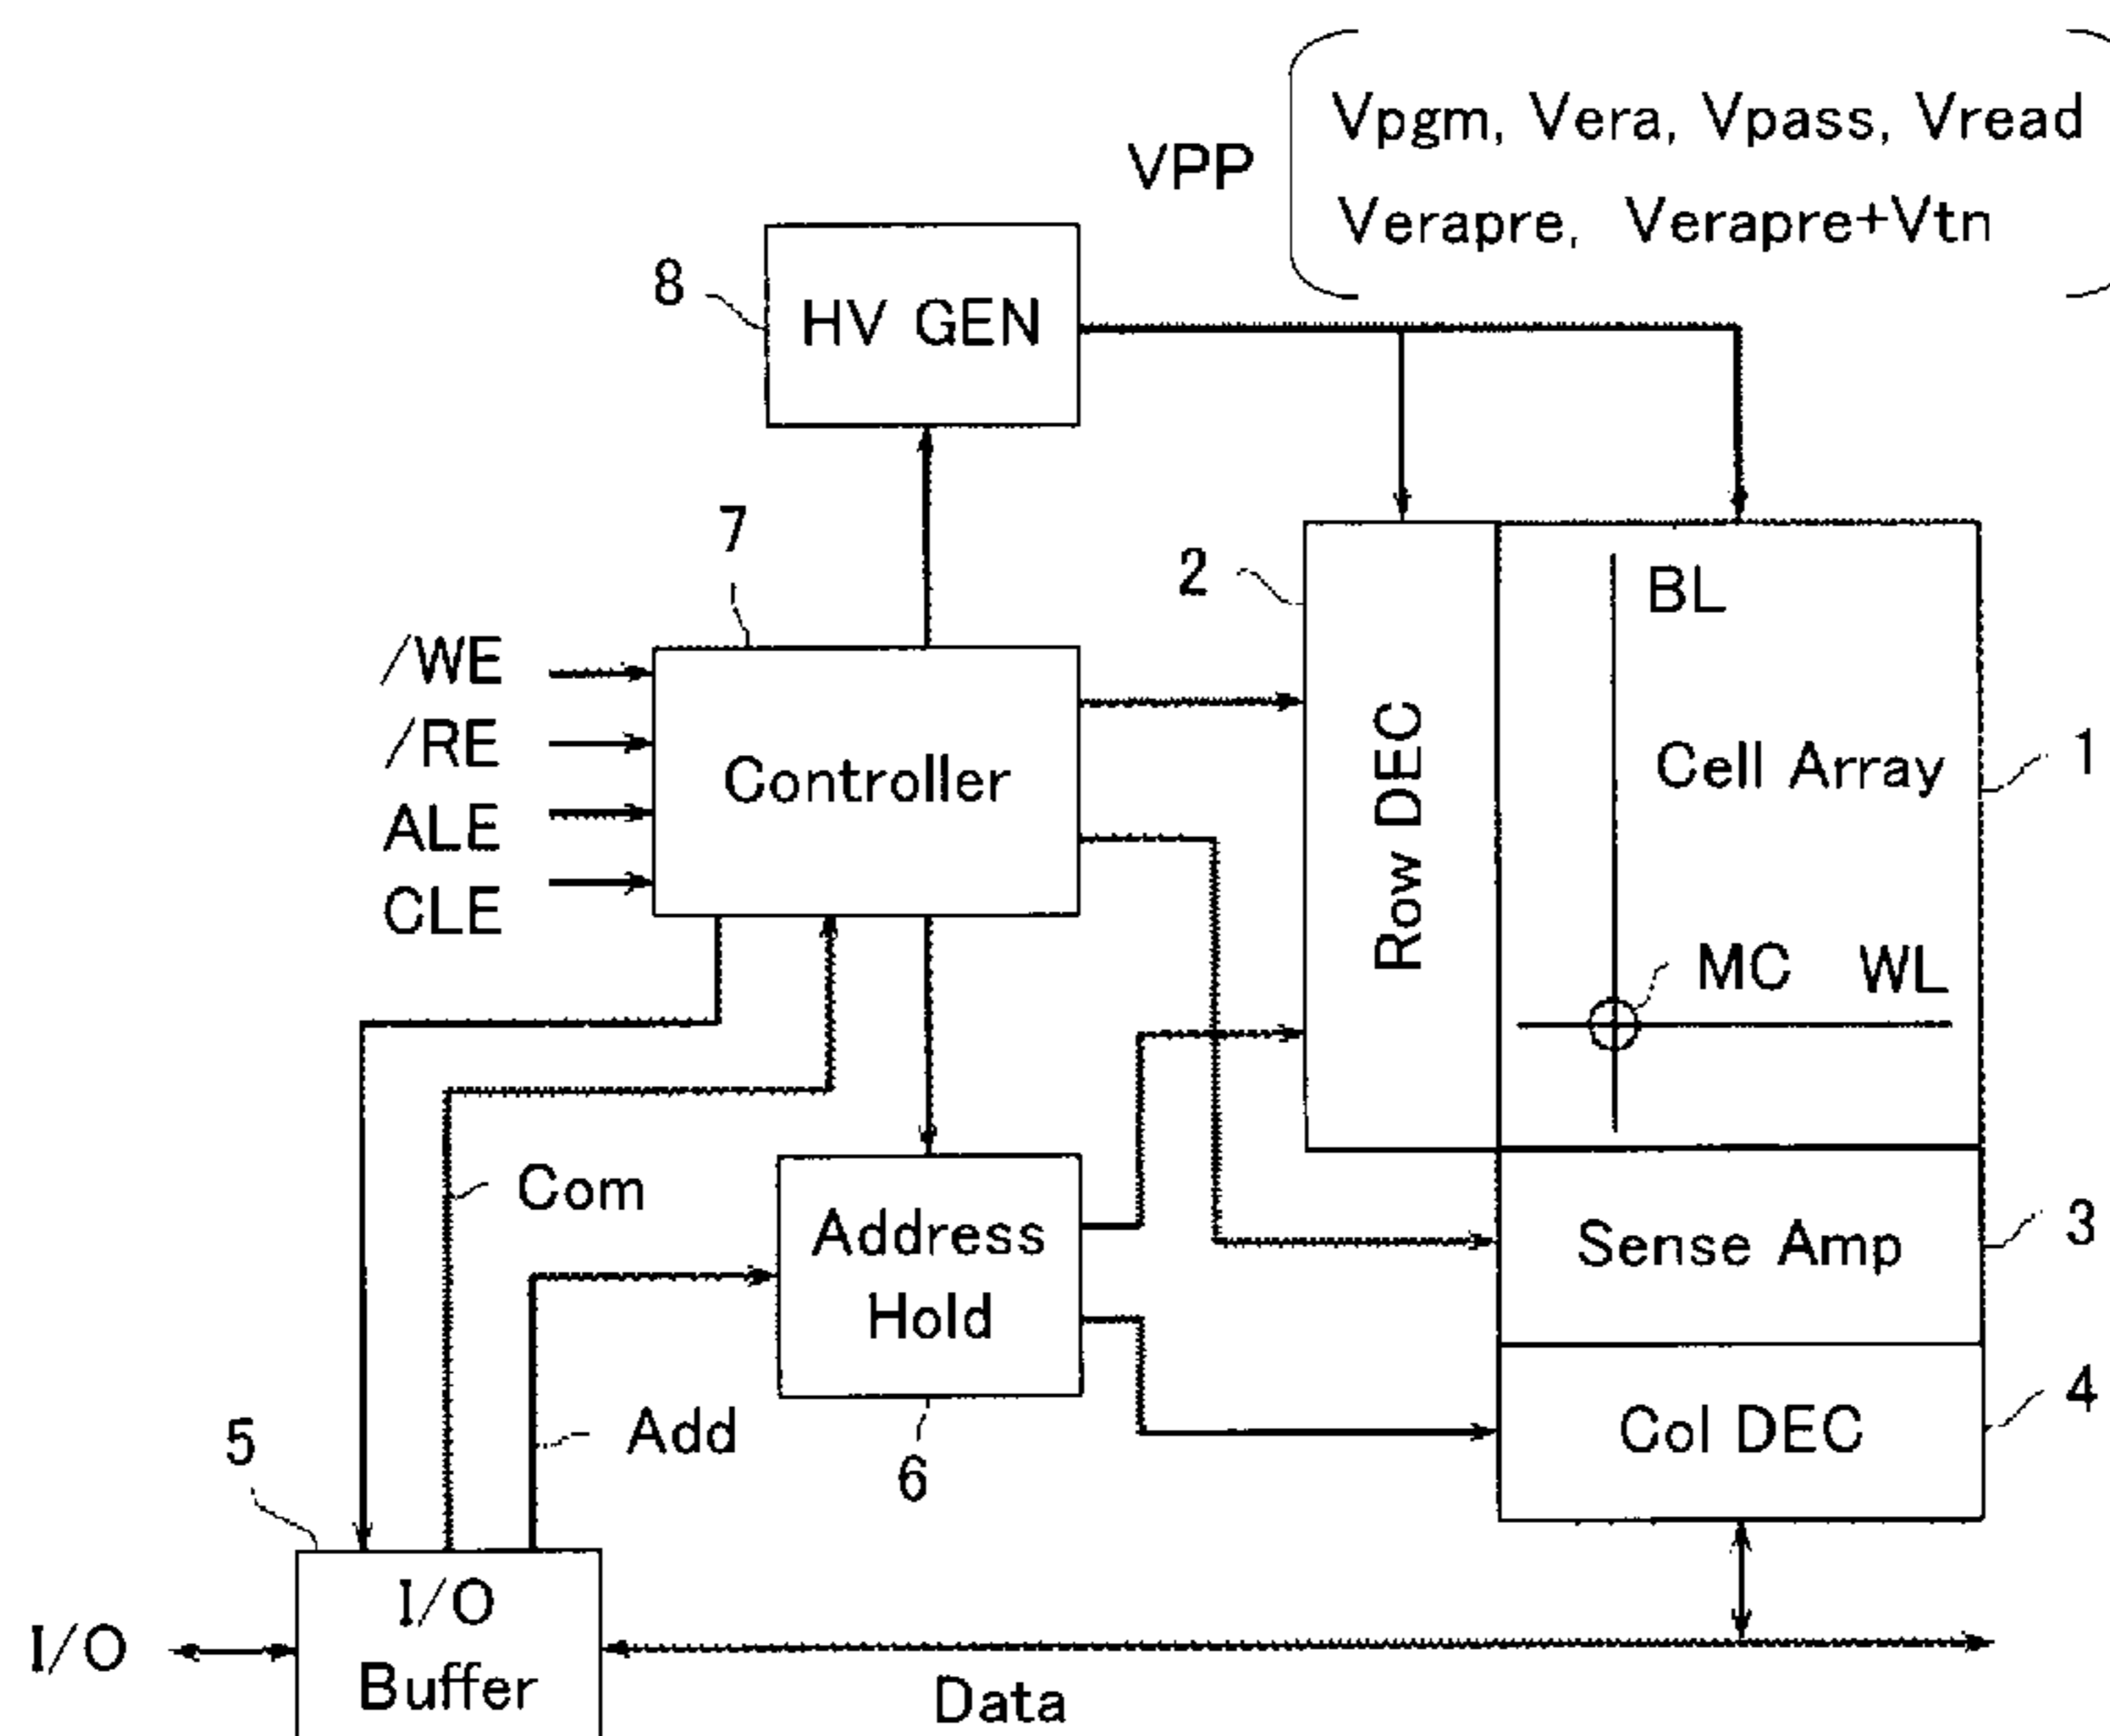 VPP
Vpgm, Vera, Vpass, Vread
Verapre, Verapre+Vtn
8
HV GEN
7
2
BL
/WE
/RE
ALE
CLE
Controller
Row DEC
Cell Array
1
MC WL
Com
Address
Hold
Sense Amp
3
Add
6
Col DEC
4
5
I/O
I/O
Buffer
Data